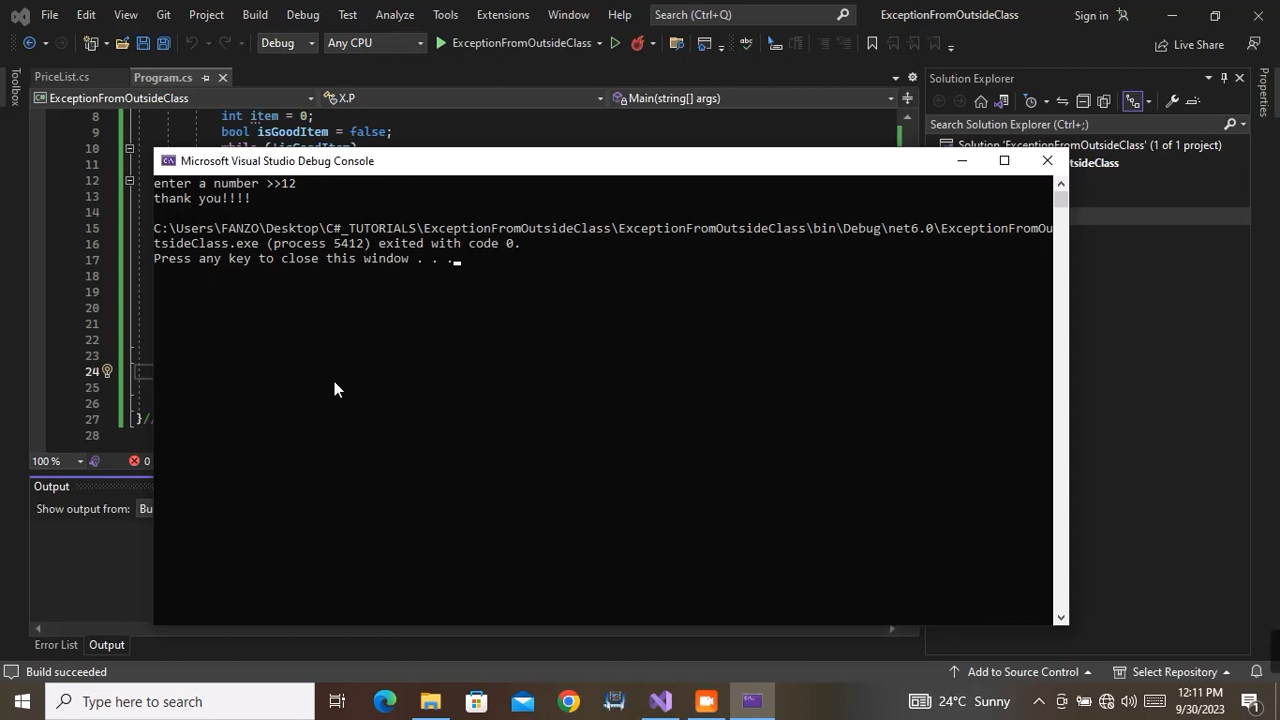 File Edit View Git Project Build Debug Test Analyze Tools Extensions Window Help Search (Ctrl+Q) ExceptionFromOutsideClass Sign in
Debug Any CPU ExceptionFromOutsideClass Live Share
Toolbox
PriceList.cs Program.cs
ExceptionFromOutsideClass X.P Main(string[] args)
8 int item = 0;
9 bool isGoodItem = false;
10 while (!isGoodItem)
11
12
13
14
15
16
17
18
19
20
21
22
23
24
25
26
27 }//
28
Microsoft Visual Studio Debug Console
enter a number >>12
thank you!!!!
C:\Users\FANZO\Desktop\C#_TUTORIALS\ExceptionFromOutsideClass\ExceptionFromOutsideClass\bin\Debug\net6.0\ExceptionFromOu
tsideClass.exe (process 5412) exited with code 0.
Press any key to close this window . . .
Solution Explorer
Search Solution Explorer (Ctrl+;)
Solution 'ExceptionFromOutsideClass' (1 of 1 project)
tsideClass
Properties
100 % 0
Output
Show output from: Bu
Error List Output
Build succeeded Add to Source Control Select Repository
Type here to search 24°C Sunny 12:11 PM
9/30/2023 1